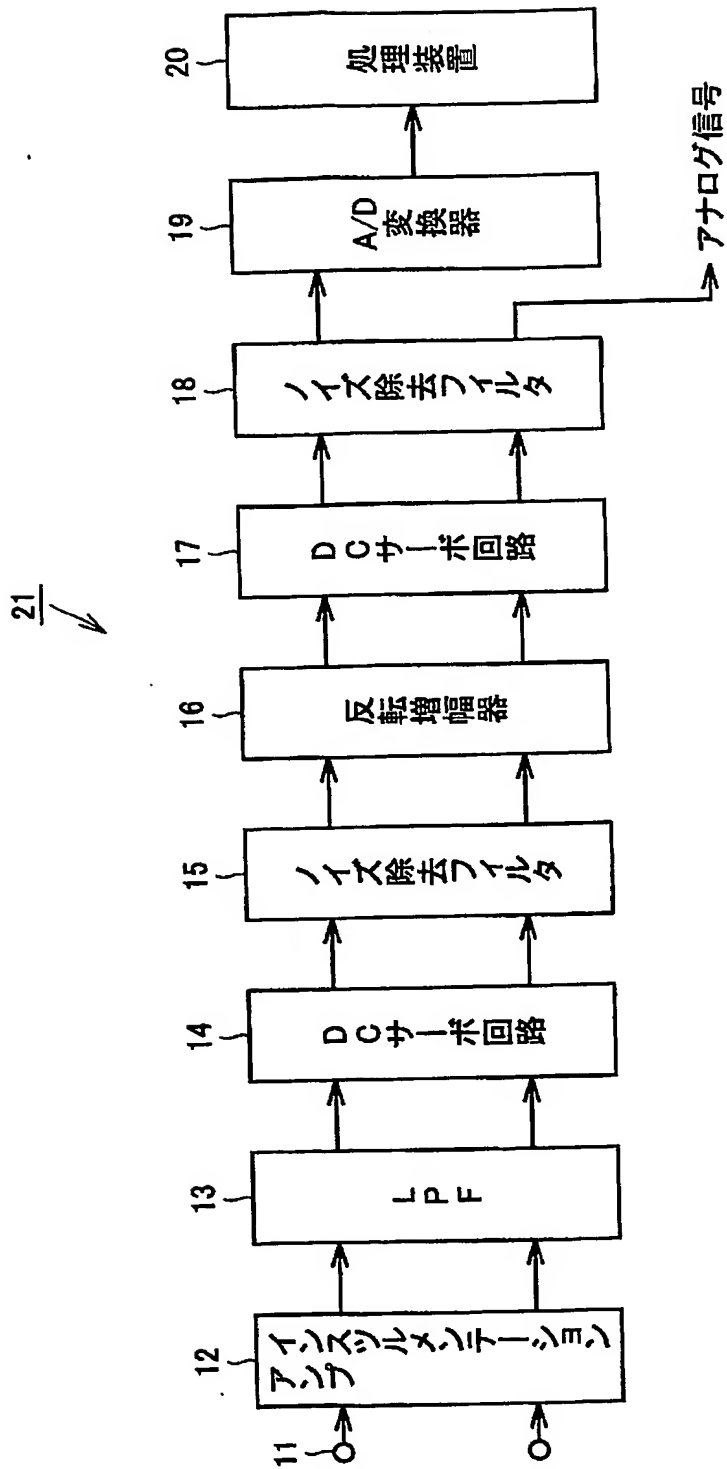 21
11
12
インスツルメンテーション
アンプ
13
LPF
14
DCサーボ回路
15
ノイズ除去フィルタ
16
反転増幅器
17
DCサーボ回路
18
ノイズ除去フィルタ
19
A/D
変換器
20
処理装置
アナログ信号